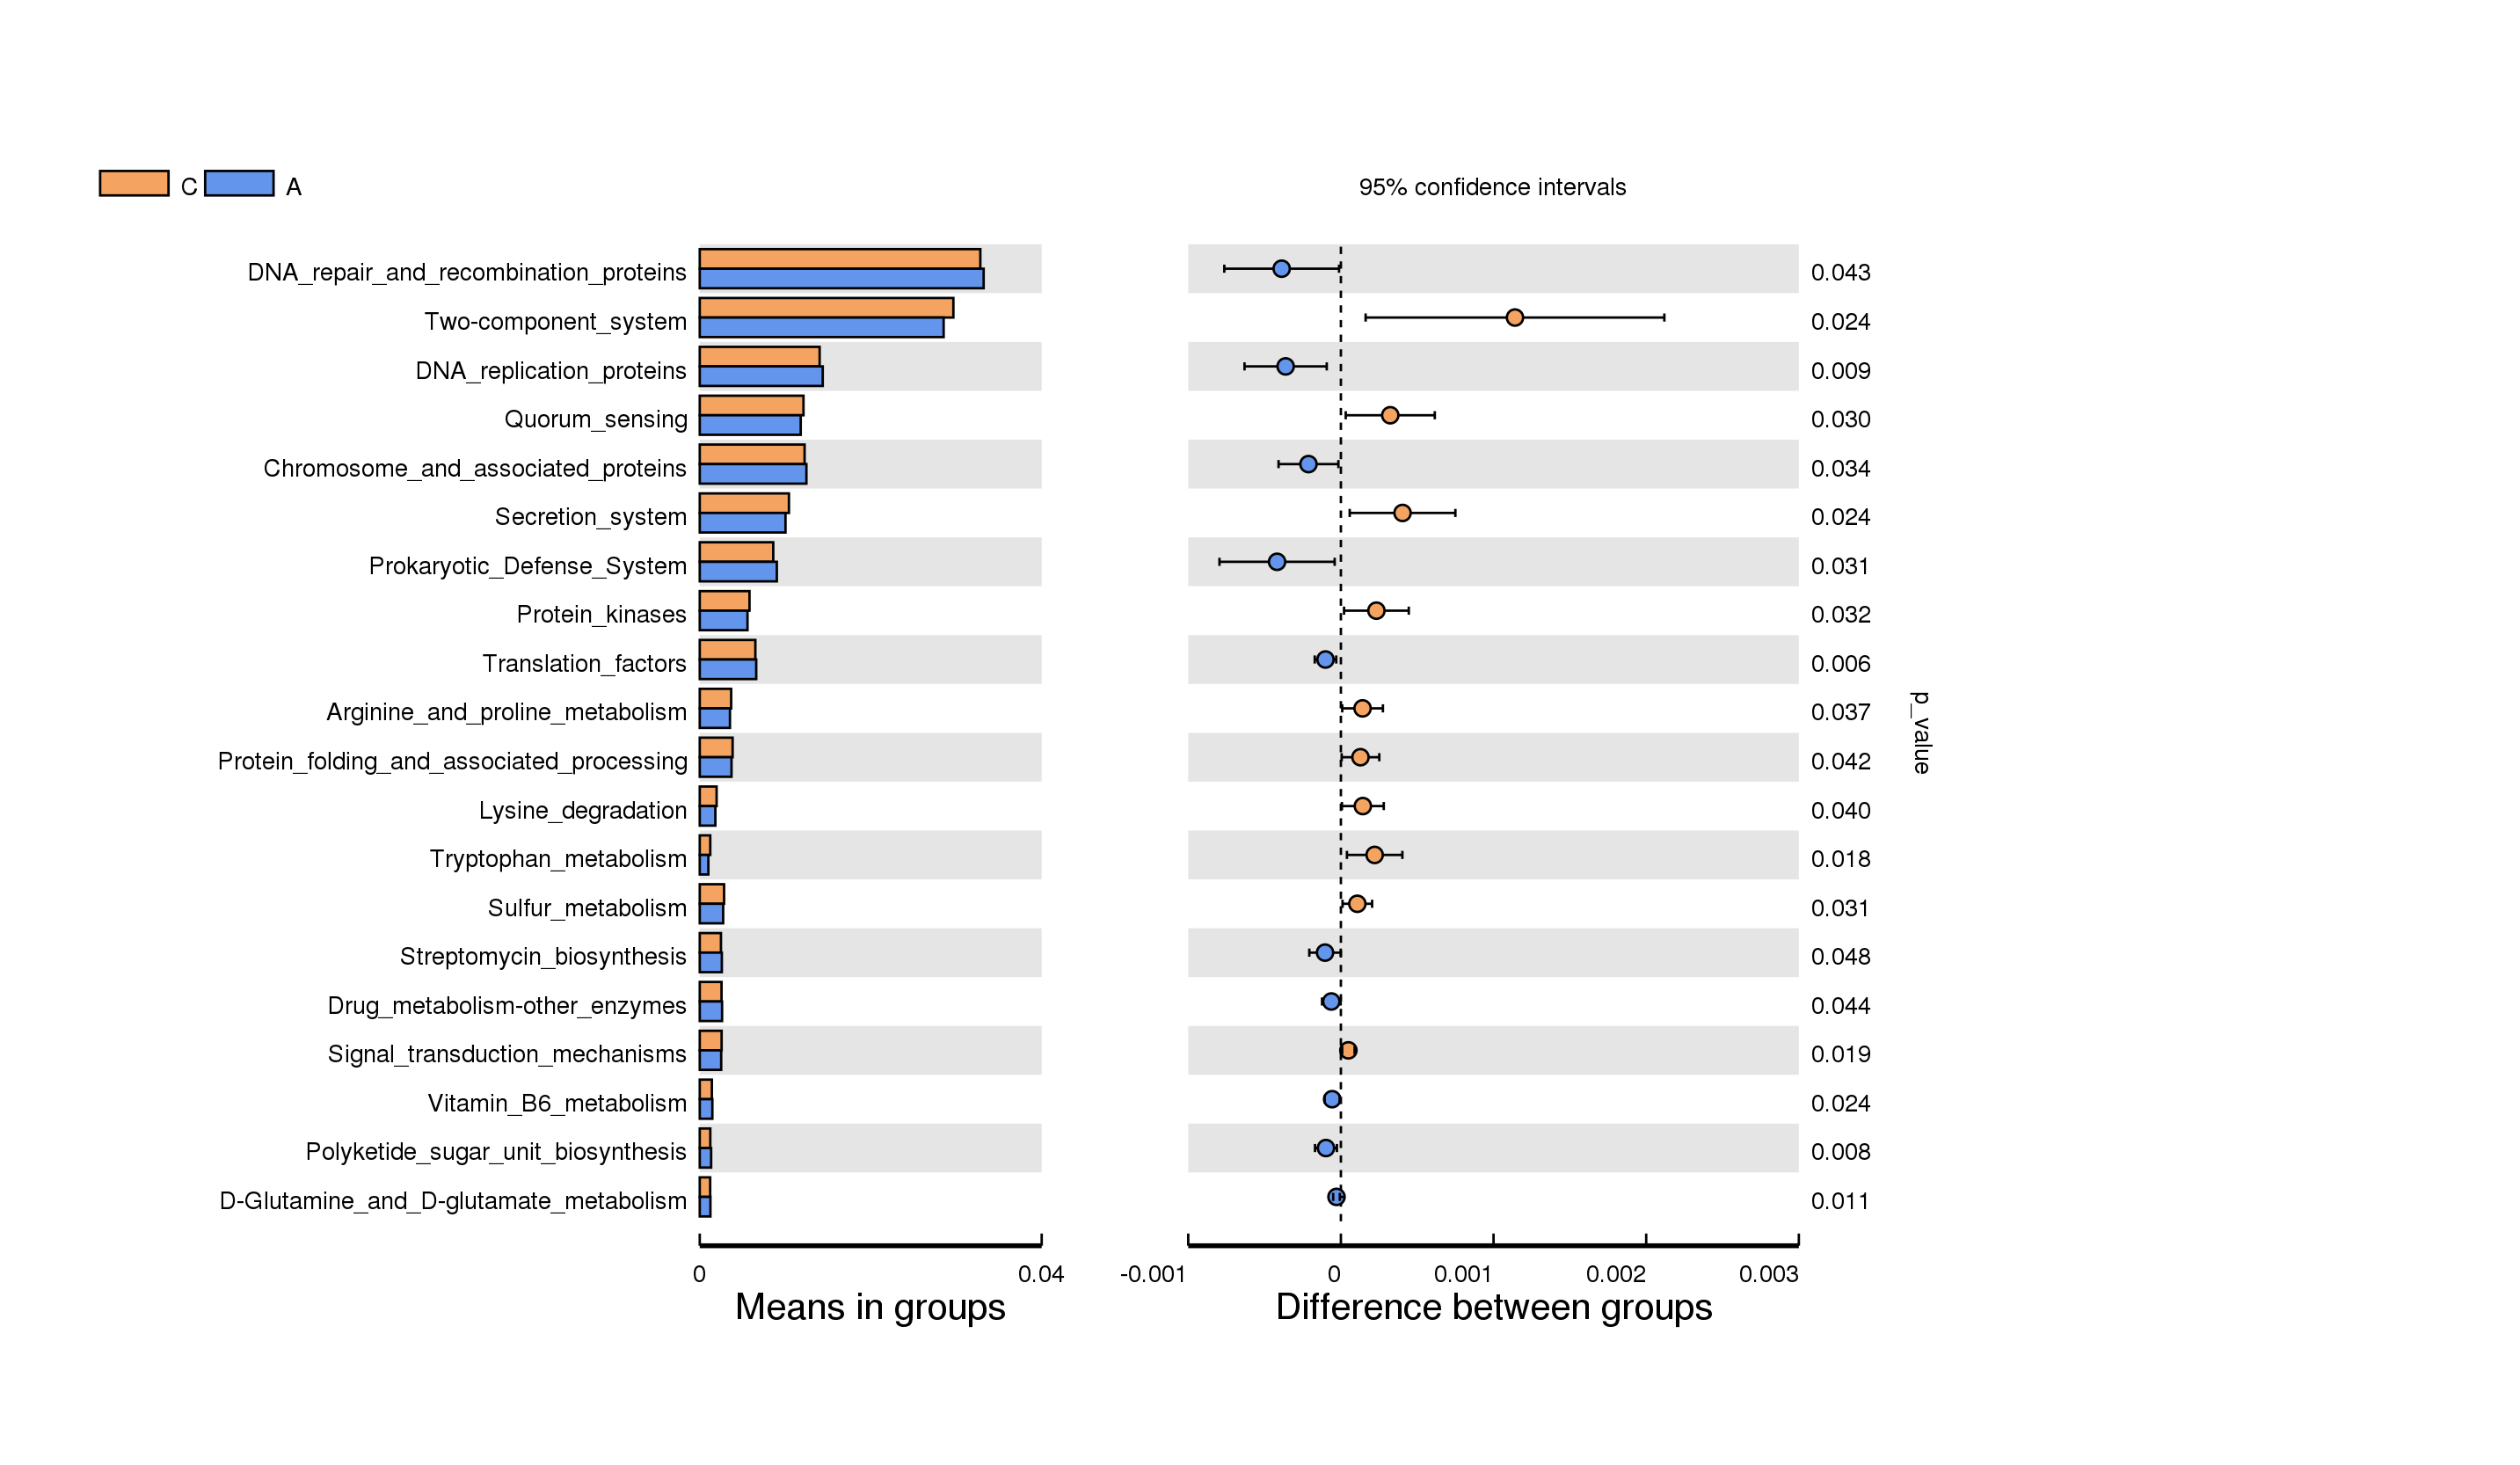 C A 95% confidence intervals
DNA_repair_and_recombination_proteins 0.043
Two-component_system 0.024
DNA_replication_proteins 0.009
Quorum_sensing 0.030
Chromosome_and_associated_proteins 0.034
Secretion_system 0.024
Prokaryotic_Defense_System 0.031
Protein_kinases 0.032
Translation_factors 0.006
Arginine_and_proline_metabolism 0.037
Protein_folding_and_associated_processing 0.042
Lysine_degradation 0.040
Tryptophan_metabolism 0.018
Sulfur_metabolism 0.031
Streptomycin_biosynthesis 0.048
Drug_metabolism-other_enzymes 0.044
Signal_transduction_mechanisms 0.019
Vitamin_B6_metabolism 0.024
Polyketide_sugar_unit_biosynthesis 0.008
D-Glutamine_and_D-glutamate_metabolism 0.011
p_value
0 0.04 -0.001 0 0.001 0.002 0.003
Means in groups Difference between groups